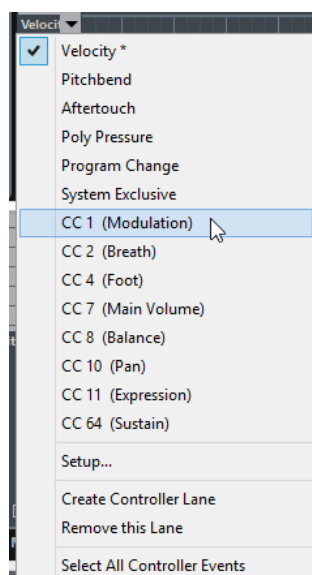 Velocit
Velocity *
Pitchbend
Aftertouch
Poly Pressure
Program Change
System Exclusive
CC 1 (Modulation)
CC 2 (Breath)
CC 4 (Foot)
CC 7 (Main Volume)
CC 8 (Balance)
CC 10 (Pan)
CC 11 (Expression)
CC 64 (Sustain)
Setup...
Create Controller Lane
Remove this Lane
Select All Controller Events